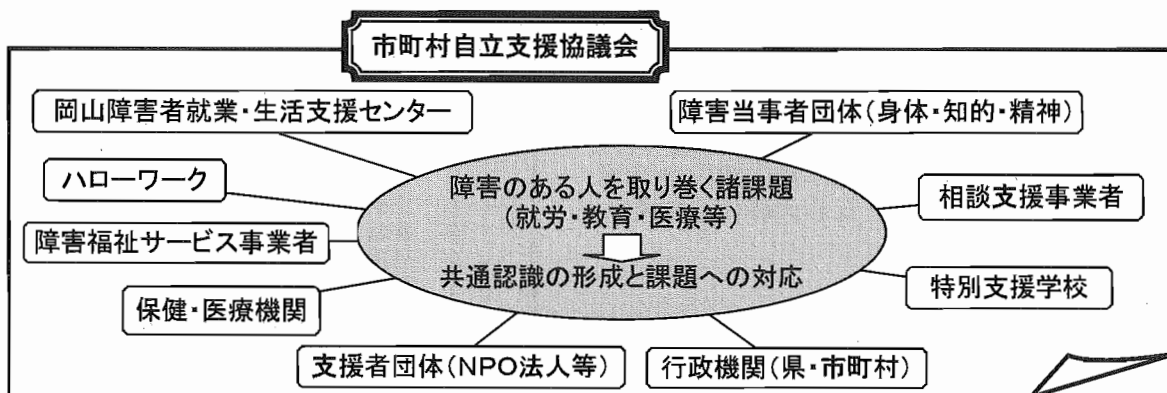 市町村自立支援協議会
岡山障害者就業・生活支援センター
障害当事者団体(身体・知的・精神)
ハローワーク
相談支援事業者
障害のある人を取り巻く諸課題
(就労・教育・医療等)
障害福祉サービス事業者
共通認識の形成と課題への対応
特別支援学校
保健・医療機関
支援者団体(NPO法人等)
行政機関(県・市町村)